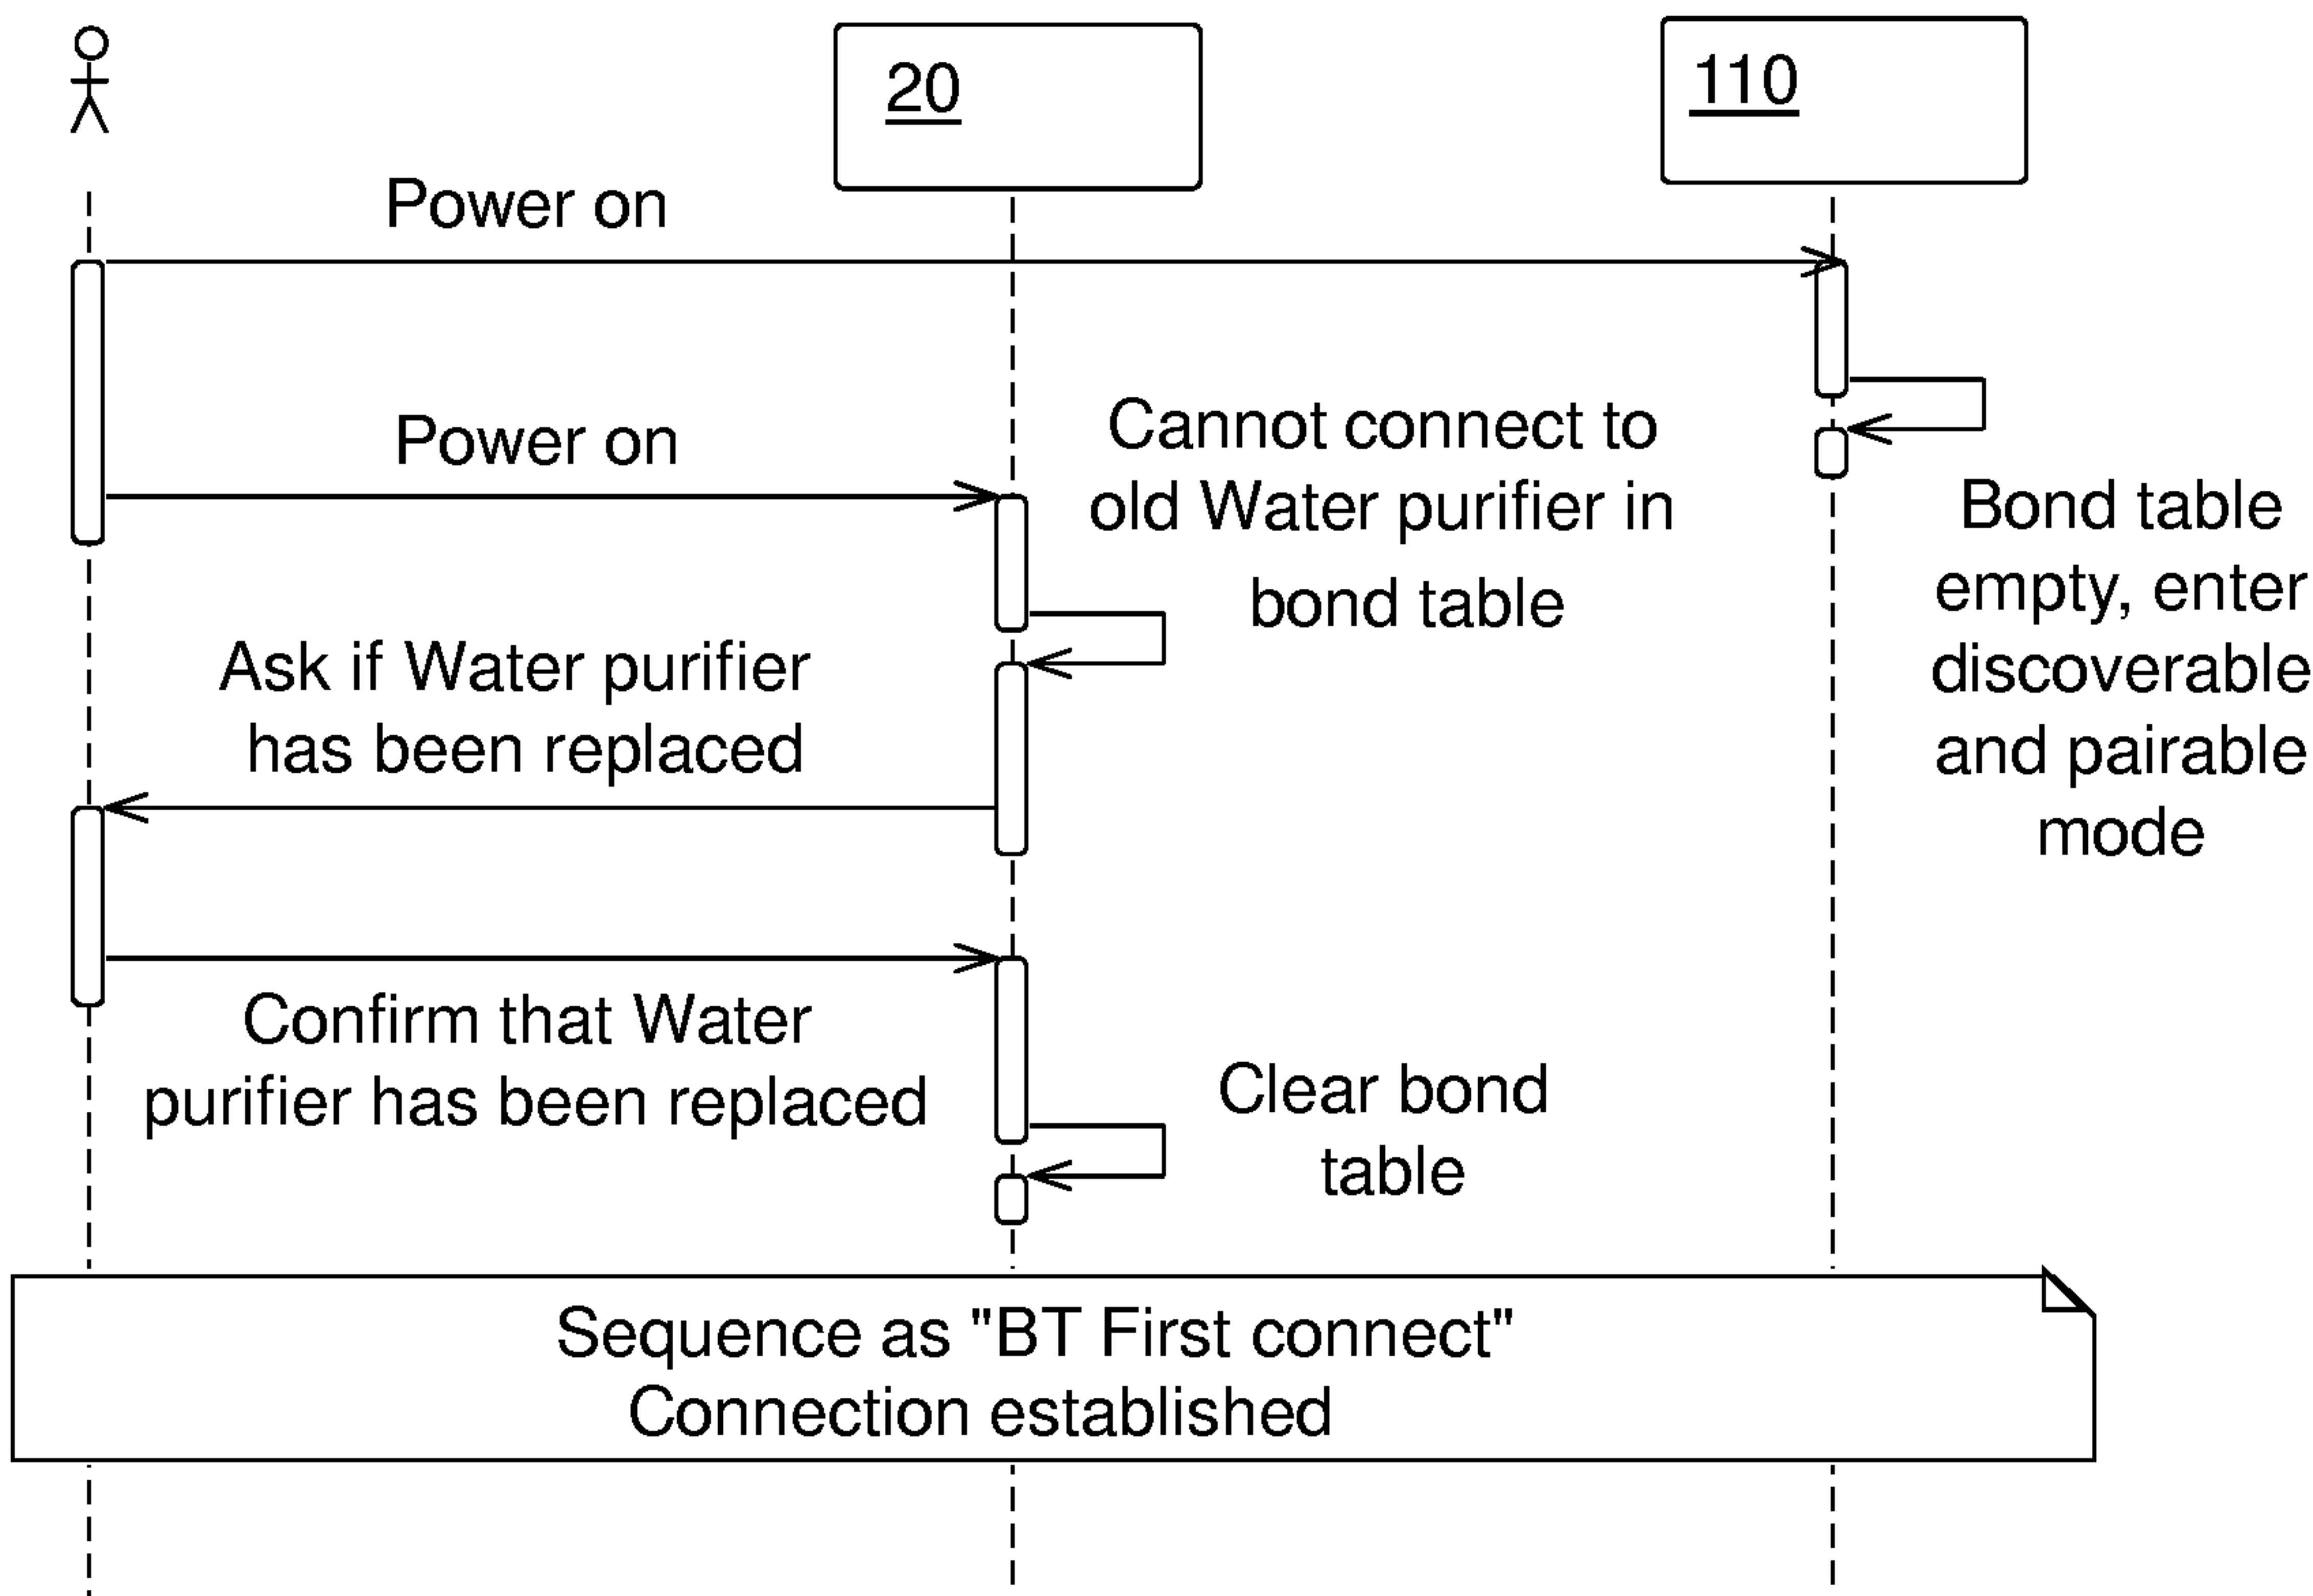 20
110
Power on
Power on
Cannot connect to
old Water purifier in
bond table
Bond table
empty, enter
discoverable
and pairable
mode
Ask if Water purifier
has been replaced
Confirm that Water
purifier has been replaced
Clear bond
table
Sequence as "BT First connect"
Connection established